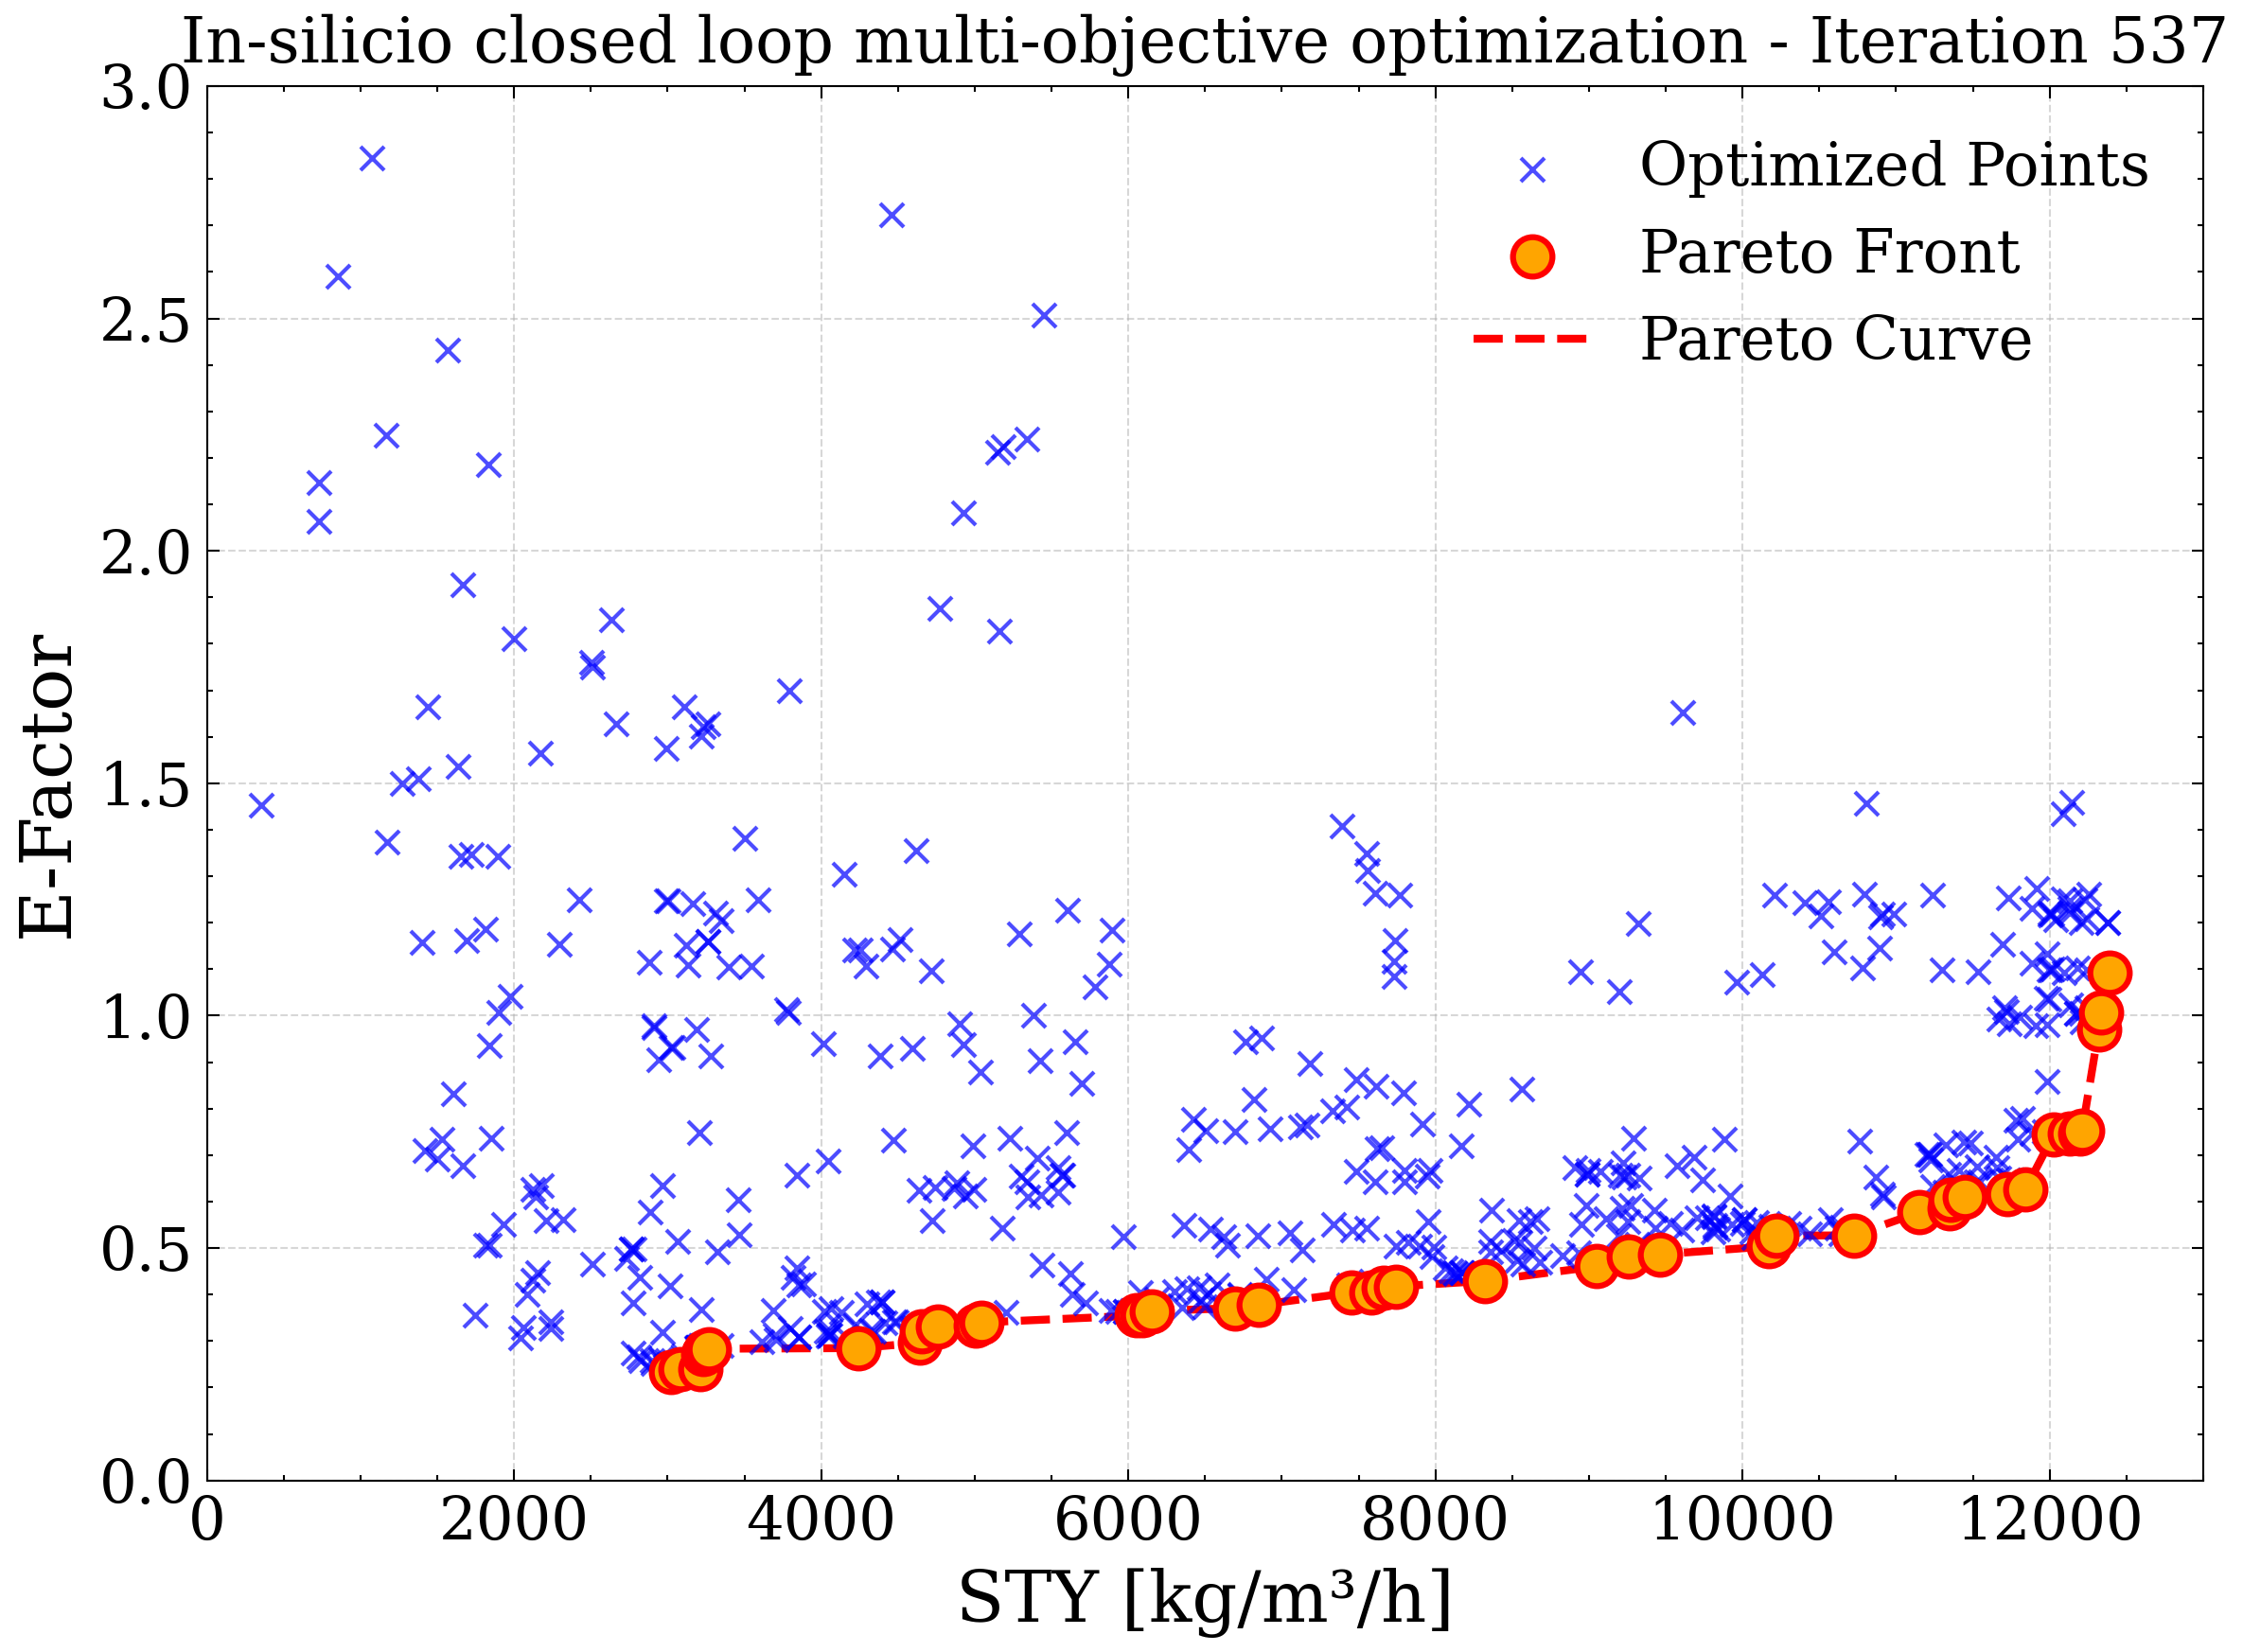 In-silicio closed loop multi-objective optimization - Iteration 537
3.0
2.5
2.0
1.5
1.0
0.5
0.0
E-Factor
Optimized Points
Pareto Front
Pareto Curve
0 2000 4000 6000 8000 10000 12000
STY [kg/m³/h]